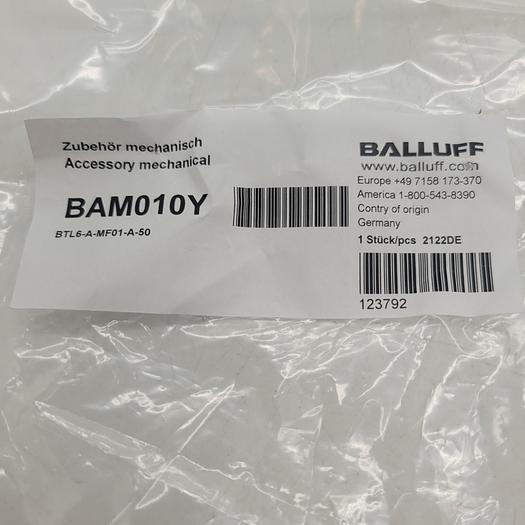 Zubehör mechanisch
Accessory mechanical
BAM010Y
BTL6-A-MF01-A-50
BALLUFF
www.balluff.com
Europe +49 7158 173-370
America 1-800-543-8390
Contry of origin
Germany
1 Stück/pcs 2122DE
123792